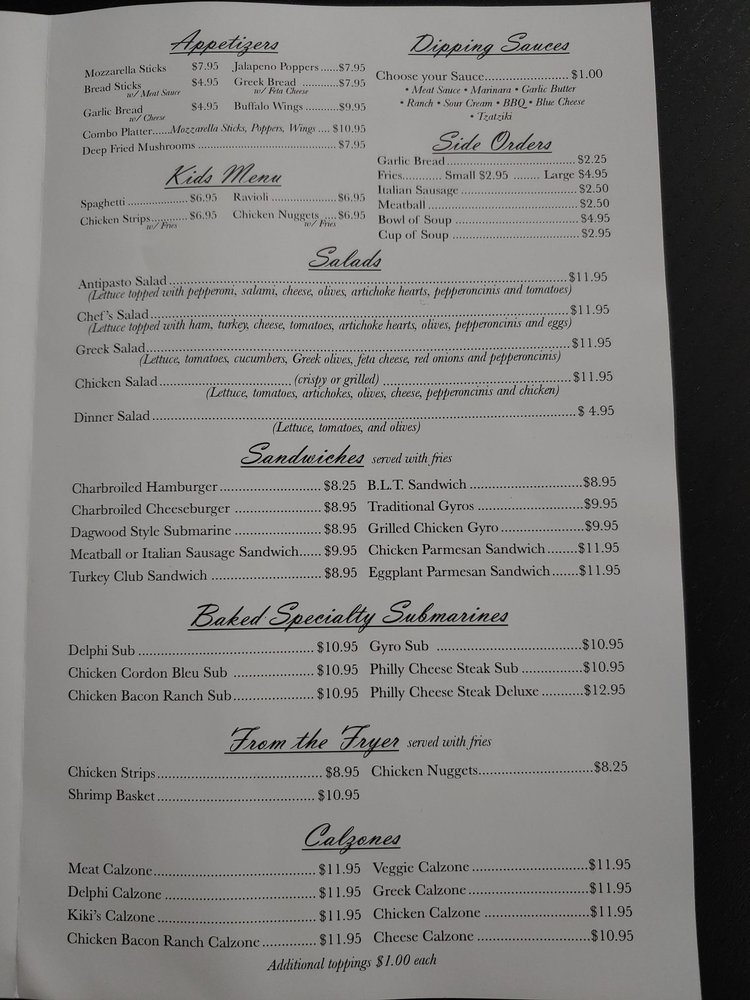 Appetizers
Mozzarella Sticks $7.95 Jalapeno Poppers ......$7.95
Bread Sticks $4.95 Greek Bread ...........$7.95
w/ Meat Sauce w/ Feta Cheese
Garlic Bread $4.95 Buffalo Wings ..........$9.95
w/ Cheese
Combo Platter......Mozzarella Sticks, Poppers, Wings .... $10.95
Deep Fried Mushrooms .......................................... $7.95
Kids Menu
Spaghetti .................. $6.95 Ravioli ....................$6.95
Chicken Strips........... $6.95 Chicken Nuggets ....$6.95
w/ Fries w/ Fries
Dipping Sauces
Choose your Sauce...................... $1.00
• Meat Sauce • Marinara • Garlic Butter
• Ranch • Sour Cream • BBQ • Blue Cheese
• Tzatziki
Side Orders
Garlic Bread.................................. $2.25
Fries............ Small $2.95 ........ Large $4.95
Italian Sausage ............................... $2.50
Meatball ........................................ $2.50
Bowl of Soup ................................. $4.95
Cup of Soup .................................. $2.95
Salads
Antipasto Salad ........................................................ $11.95
(Lettuce topped with pepperoni, salami, cheese, olives, artichoke hearts, pepperoncinis and tomatoes)
Chef's Salad............................................................ $11.95
(Lettuce topped with ham, turkey, cheese, tomatoes, artichoke hearts, olives, pepperoncinis and eggs)
Greek Salad............................................................. $11.95
(Lettuce, tomatoes, cucumbers, Greek olives, feta cheese, red onions and pepperoncinis)
Chicken Salad ........................... (crispy or grilled) ........................... $11.95
(Lettuce, tomatoes, artichokes, olives, cheese, pepperoncinis and chicken)
Dinner Salad ............................................................ $ 4.95
(Lettuce, tomatoes, and olives)
Sandwiches served with fries
Charbroiled Hamburger ...................... $8.25 B.L.T. Sandwich ........................$8.95
Charbroiled Cheeseburger ................... $8.95 Traditional Gyros .......................$9.95
Dagwood Style Submarine ................... $8.95 Grilled Chicken Gyro ..................$9.95
Meatball or Italian Sausage Sandwich...... $9.95 Chicken Parmesan Sandwich........$11.95
Turkey Club Sandwich ........................ $8.95 Eggplant Parmesan Sandwich.......$11.95
Baked Specialty Submarines
Delphi Sub ...................................... $10.95 Gyro Sub ................................$10.95
Chicken Cordon Bleu Sub .................. $10.95 Philly Cheese Steak Sub ..............$10.95
Chicken Bacon Ranch Sub................... $10.95 Philly Cheese Steak Deluxe ...........$12.95
From the Fryer served with fries
Chicken Strips................................... $8.95 Chicken Nuggets.........................$8.25
Shrimp Basket................................... $10.95
Calzones
Meat Calzone................................... $11.95 Veggie Calzone ..........................$11.95
Delphi Calzone ................................. $11.95 Greek Calzone...........................$11.95
Kiki's Calzone................................... $11.95 Chicken Calzone ........................$11.95
Chicken Bacon Ranch Calzone ............. $11.95 Cheese Calzone .........................$10.95
Additional toppings $1.00 each